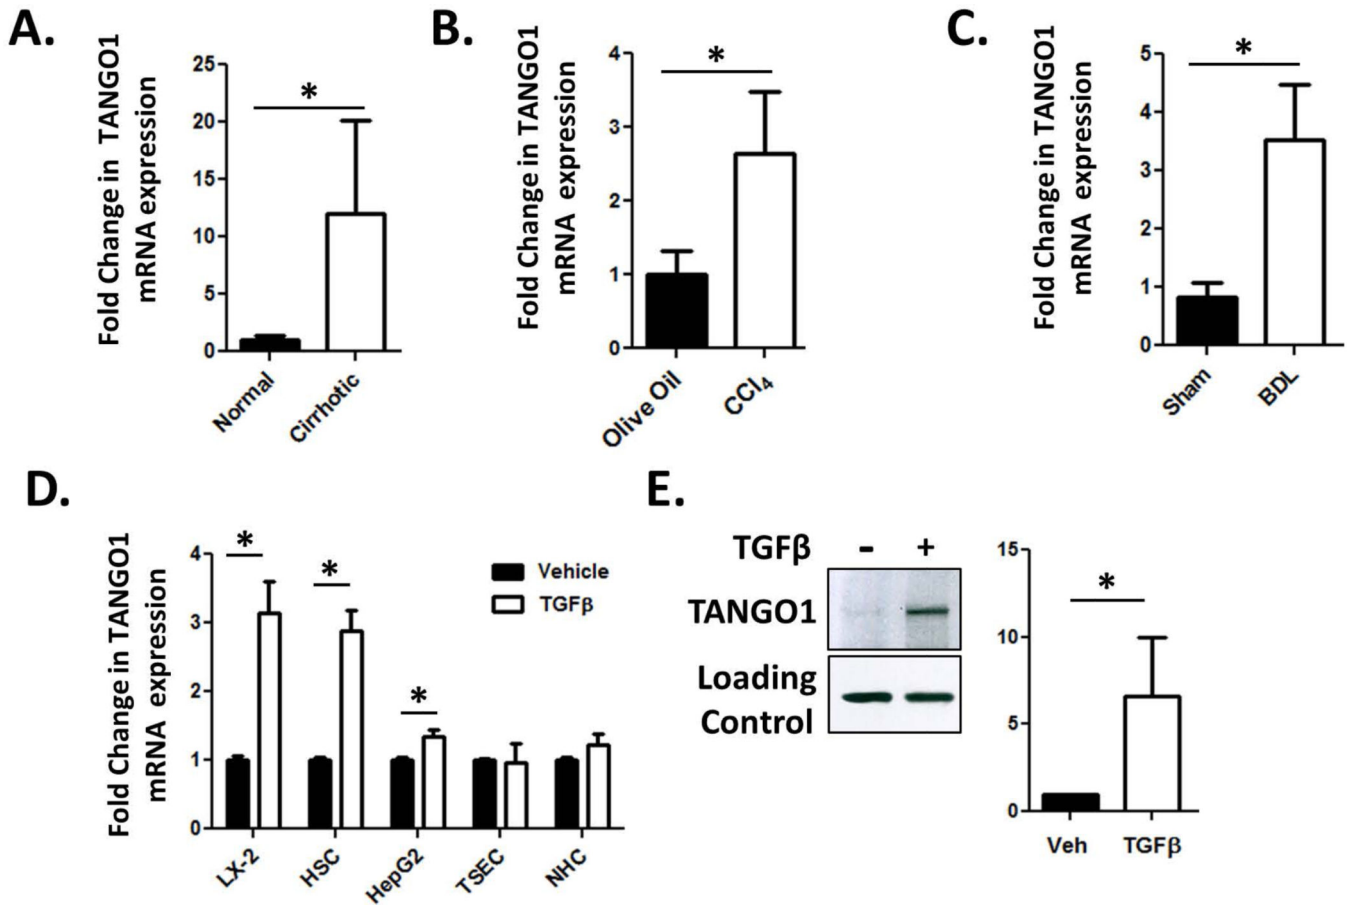 A.
Fold Change in TANGO1
mRNA expression
25
20
15
10
5
0
*
Normal
Cirrhotic
B.
Fold Change in TANGO1
mRNA expression
4
3
2
1
0
*
Olive Oil
CCl₄
C.
Fold Change in TANGO1
mRNA expression
5
4
3
2
1
0
*
Sham
BDL
D.
Fold Change in TANGO1
mRNA expression
4
3
2
1
0
*
*
*
Vehicle
TGFβ
LX-2
HSC
HepG2
TSEC
NHC
E.
TGFβ - +
TANGO1
Loading
Control
15
10
5
0
*
Veh
TGFβ